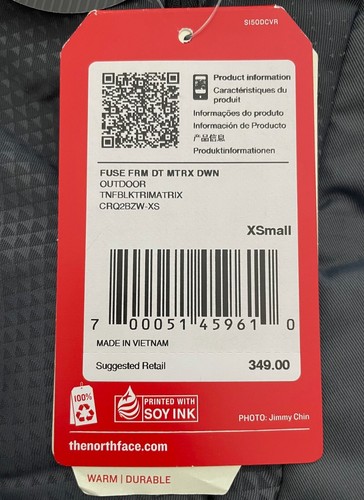 SISODCVR
Product information
Caractéristiques du
produit
Informações do produto
Información de Producto
产品信息
Produktinformationen
FUSE FRM DT MTRX DWN
OUTDOOR
TNFBLKTRIMATRIX
CRQ2BZW-XS
XSmall
7 00051 45961 0
MADE IN VIETNAM
Suggested Retail 349.00
100%
PRINTED WITH
SOY INK
PHOTO: Jimmy Chin
thenorthface.com
WARM | DURABLE